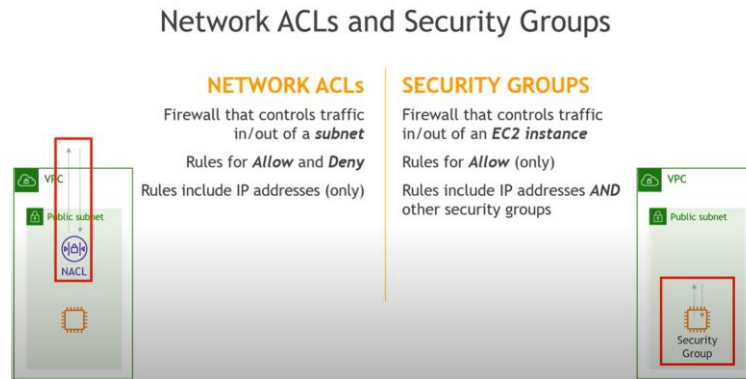 Network ACLs and Security Groups
NETWORK ACLs
Firewall that controls traffic
in/out of a subnet
Rules for Allow and Deny
Rules include IP addresses (only)
SECURITY GROUPS
Firewall that controls traffic
in/out of an EC2 instance
Rules for Allow (only)
Rules include IP addresses AND
other security groups
VPC
Public subnet
NACL
VPC
Public subnet
Security
Group